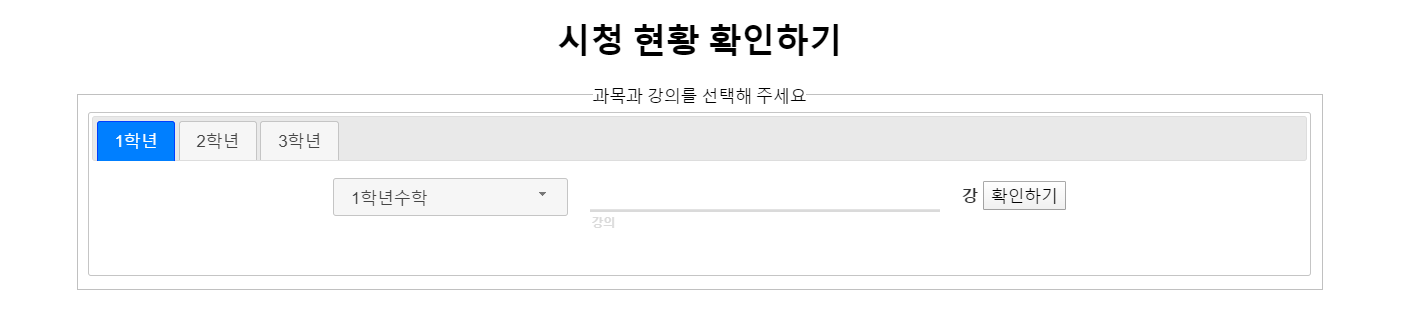 시청 현황 확인하기
과목과 강의를 선택해 주세요
1학년 2학년 3학년
1학년수학 강 확인하기
강의